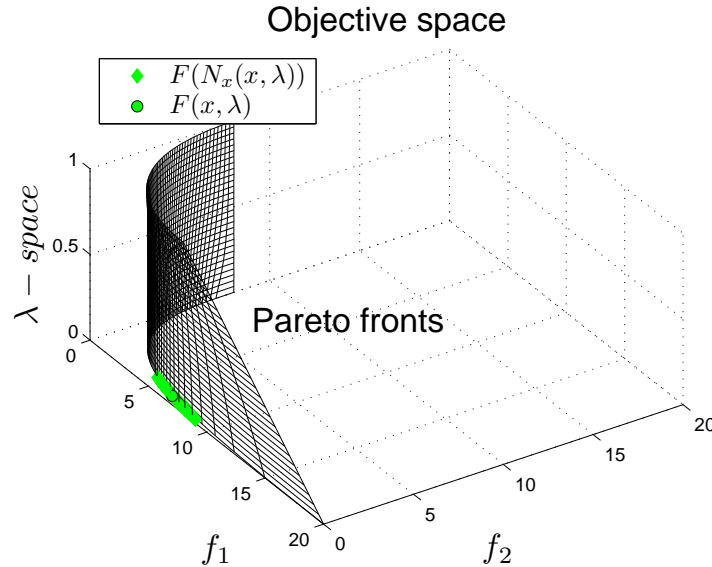 Objective space
F(N_x(x, λ))
F(x, λ)
1
0.5
0
λ − space
Pareto fronts
0
5
10
15
20
f_1
0
5
10
15
20
f_2